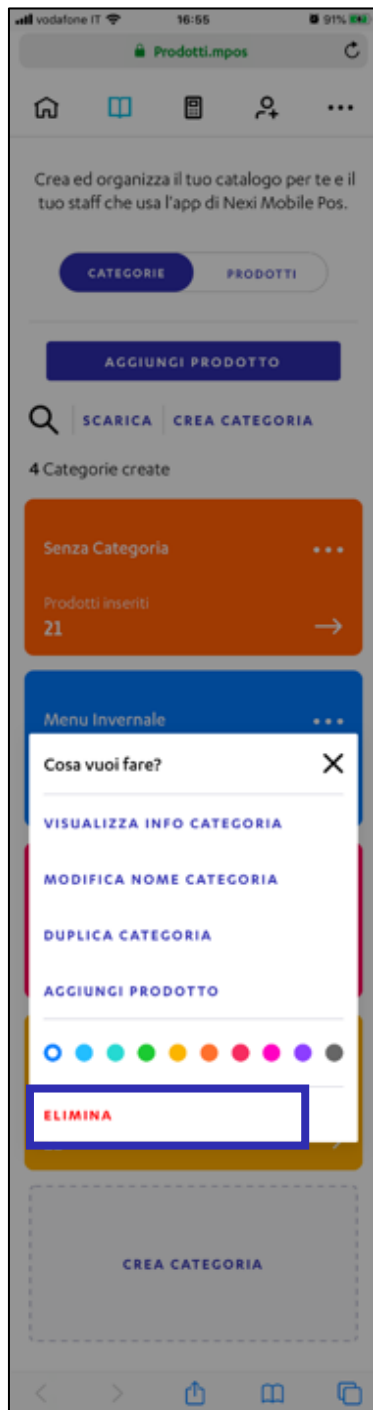 vodafone IT 16:55 91%
Prodotti.mpos
Crea ed organizza il tuo catalogo per te e il
tuo staff che usa l'app di Nexi Mobile Pos.
CATEGORIE PRODOTTI
AGGIUNGI PRODOTTO
SCARICA CREA CATEGORIA
4 Categorie create
Senza Categoria
Prodotti inseriti
21
Menu Invernale
Cosa vuoi fare?
VISUALIZZA INFO CATEGORIA
MODIFICA NOME CATEGORIA
DUPLICA CATEGORIA
AGGIUNGI PRODOTTO
ELIMINA
CREA CATEGORIA